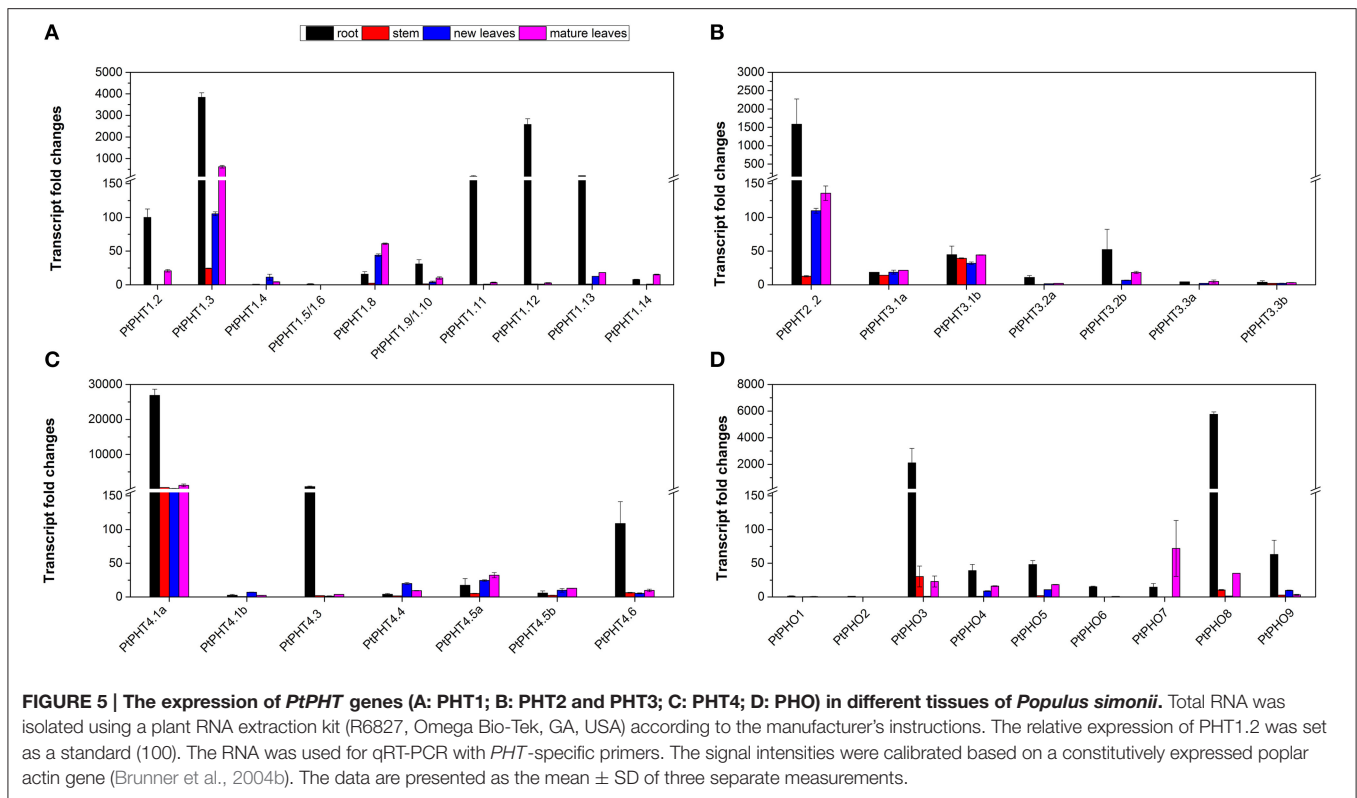 A
root stem new leaves mature leaves
B
Transcript fold changes
5000
4000
3000
2000
1000
150
100
50
0
PtPHT1.2
PtPHT1.3
PtPHT1.4
PtPHT1.5/1.6
PtPHT1.8
PtPHT1.9/1.10
PtPHT1.11
PtPHT1.12
PtPHT1.13
PtPHT1.14
Transcript fold changes
3000
2500
2000
1500
1000
500
150
100
50
0
PtPHT2.2
PtPHT3.1a
PtPHT3.1b
PtPHT3.2a
PtPHT3.2b
PtPHT3.3a
PtPHT3.3b
C
Transcript fold changes
30000
20000
10000
150
100
50
0
PtPHT4.1a
PtPHT4.1b
PtPHT4.3
PtPHT4.4
PtPHT4.5a
PtPHT4.5b
PtPHT4.6
D
Transcript fold changes
8000
6000
4000
2000
150
100
50
0
PtPHO1
PtPHO2
PtPHO3
PtPHO4
PtPHO5
PtPHO6
PtPHO7
PtPHO8
PtPHO9
FIGURE 5 | The expression of PtPHT genes (A: PHT1; B: PHT2 and PHT3; C: PHT4; D: PHO) in different tissues of Populus simonii. Total RNA was
isolated using a plant RNA extraction kit (R6827, Omega Bio-Tek, GA, USA) according to the manufacturer's instructions. The relative expression of PHT1.2 was set
as a standard (100). The RNA was used for qRT-PCR with PHT-specific primers. The signal intensities were calibrated based on a constitutively expressed poplar
actin gene (Brunner et al., 2004b). The data are presented as the mean ± SD of three separate measurements.